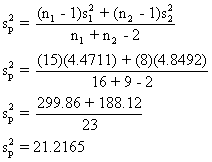 s²ₚ = (n₁ - 1)s²₁ + (n₂ - 1)s²₂ / n₁ + n₂ - 2
s²ₚ = (15)(4.4711) + (8)(4.8492) / 16 + 9 - 2
s²ₚ = 299.86 + 188.12 / 23
s²ₚ = 21.2165